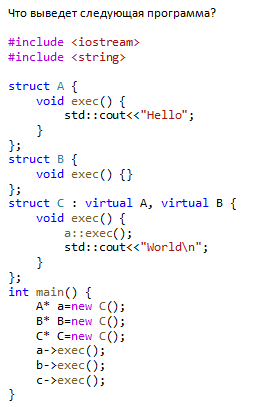 Что выведет следующая программа?
#include <iostream>
#include <string>
struct A {
    void exec() {
        std::cout<<"Hello";
    }
};
struct B {
    void exec() {}
};
struct C : virtual A, virtual B {
    void exec() {
        a::exec();
        std::cout<<"World\n";
    }
};
int main() {
    A* a=new C();
    B* B=new C();
    C* C=new C();
    a->exec();
    b->exec();
    c->exec();
}